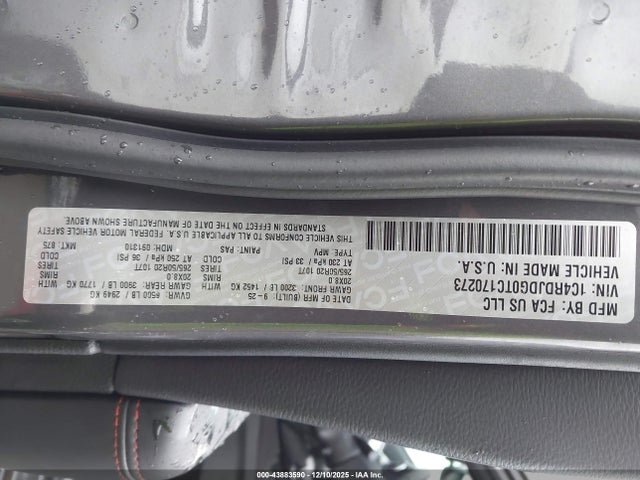 MFD BY: FCA US LLC
VIN: 1C4RDJDG0TC170273
VEHICLE MADE IN: U.S.A.
DATE OF MFR (BUILT): 9-25
GVWR: 6500 LB / 2949 KG
GAWR FRONT: 3200 / LB 1452 KG
GAWR REAR: 3900 LB / 1770 KG
20X8.0 RIMS 20X8.0 RIMS
265/50R20 107T TIRES 265/50R20 107T TIRES
AT 230 kPa / 33 PSI COLD AT 250 kPa / 36 PSI COLD
TYPE: MPV PAINT: PAS MDH: 091310 MKT: 875
THIS VEHICLE CONFORMS TO ALL APPLICABLE U.S.A. FEDERAL MOTOR VEHICLE SAFETY
STANDARDS IN EFFECT ON THE DATE OF MANUFACTURE SHOWN ABOVE.
000-43883590 - 12/10/2025 - IAA Inc.